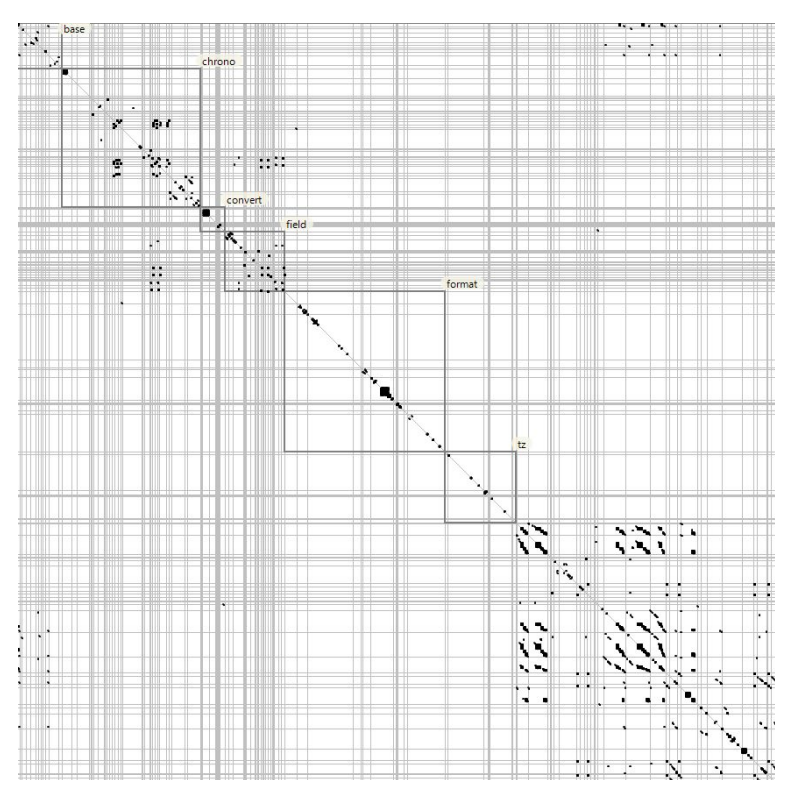 base
chrono
convert
field
format
tz